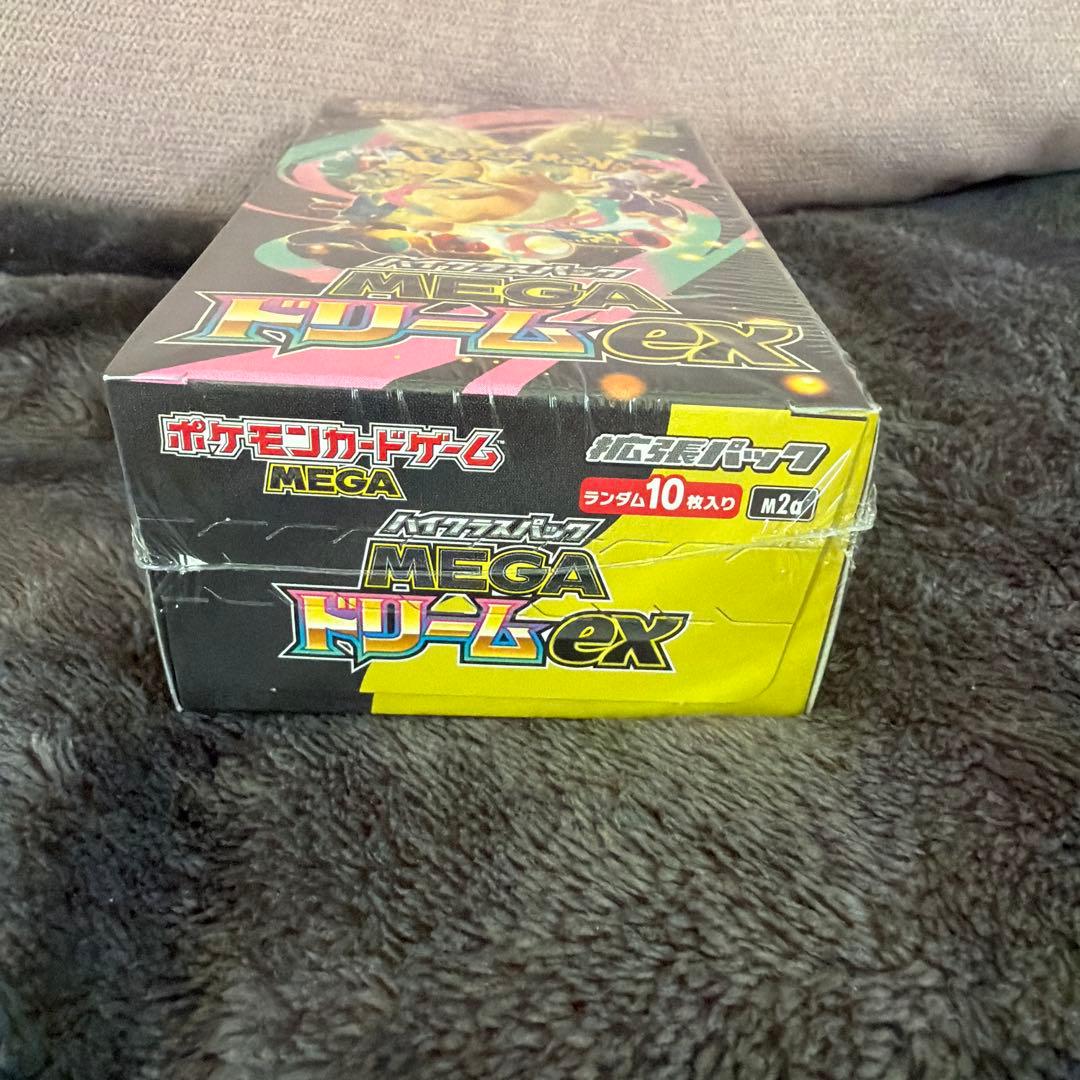 POKÉMON
ハイクラスパック
MEGA
ドリームex
ポケモンカードゲーム
MEGA
拡張パック
ランダム10枚入り
M2a
ハイクラスパック
MEGA
ドリームex